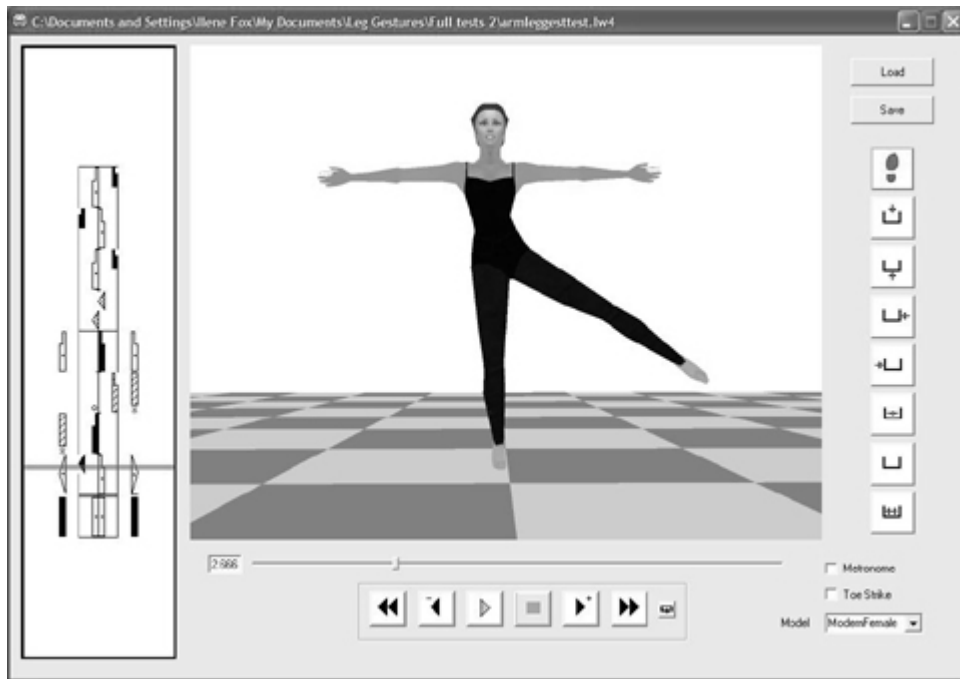 C:\Documents and Settings\Ilene Fox\My Documents\Leg Gestures\Full tests 2\armleggesttest.lw4
Load
Save
2.666
Metronome
Toe Strike
Model
ModernFemale